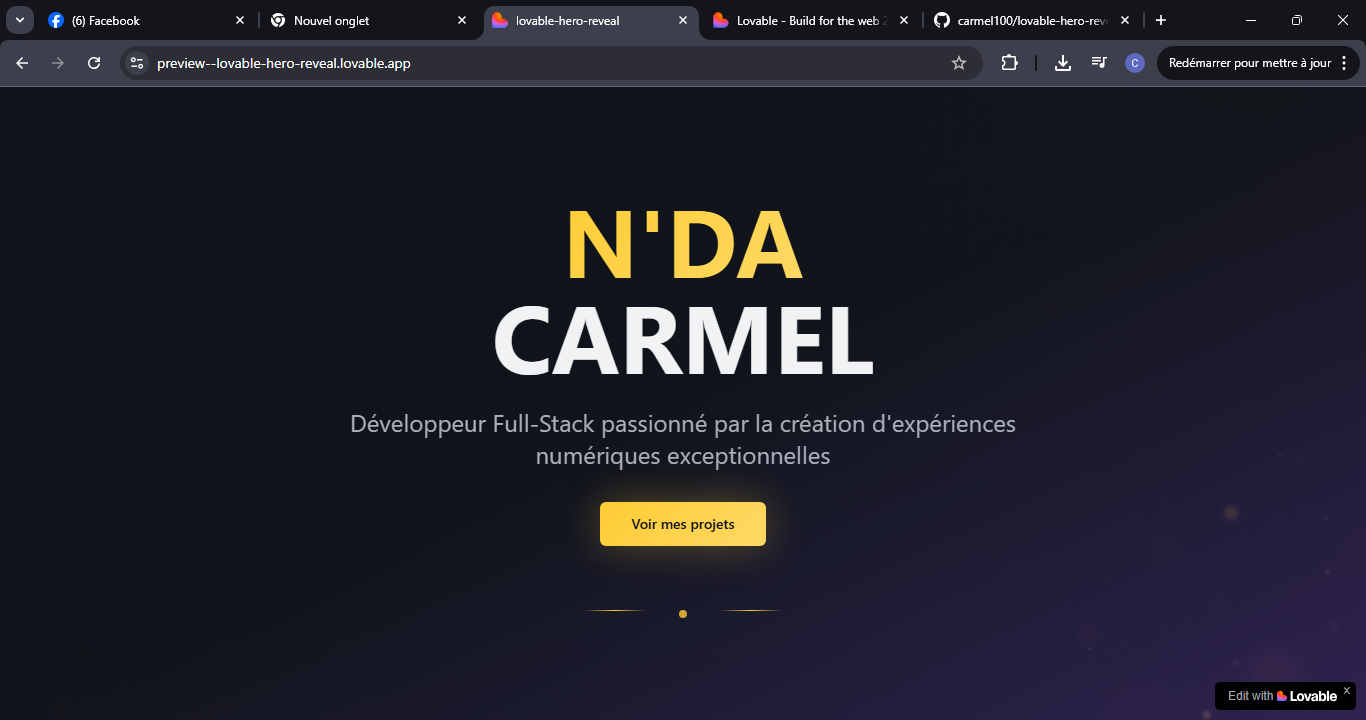 (6) Facebook
Nouvel onglet
lovable-hero-reveal
Lovable - Build for the web
carmel100/lovable-hero-rev
preview--lovable-hero-reveal.lovable.app
C
Redémarrer pour mettre à jour
N'DA
CARMEL
Développeur Full-Stack passionné par la création d'expériences
numériques exceptionnelles
Voir mes projets
Edit with Lovable